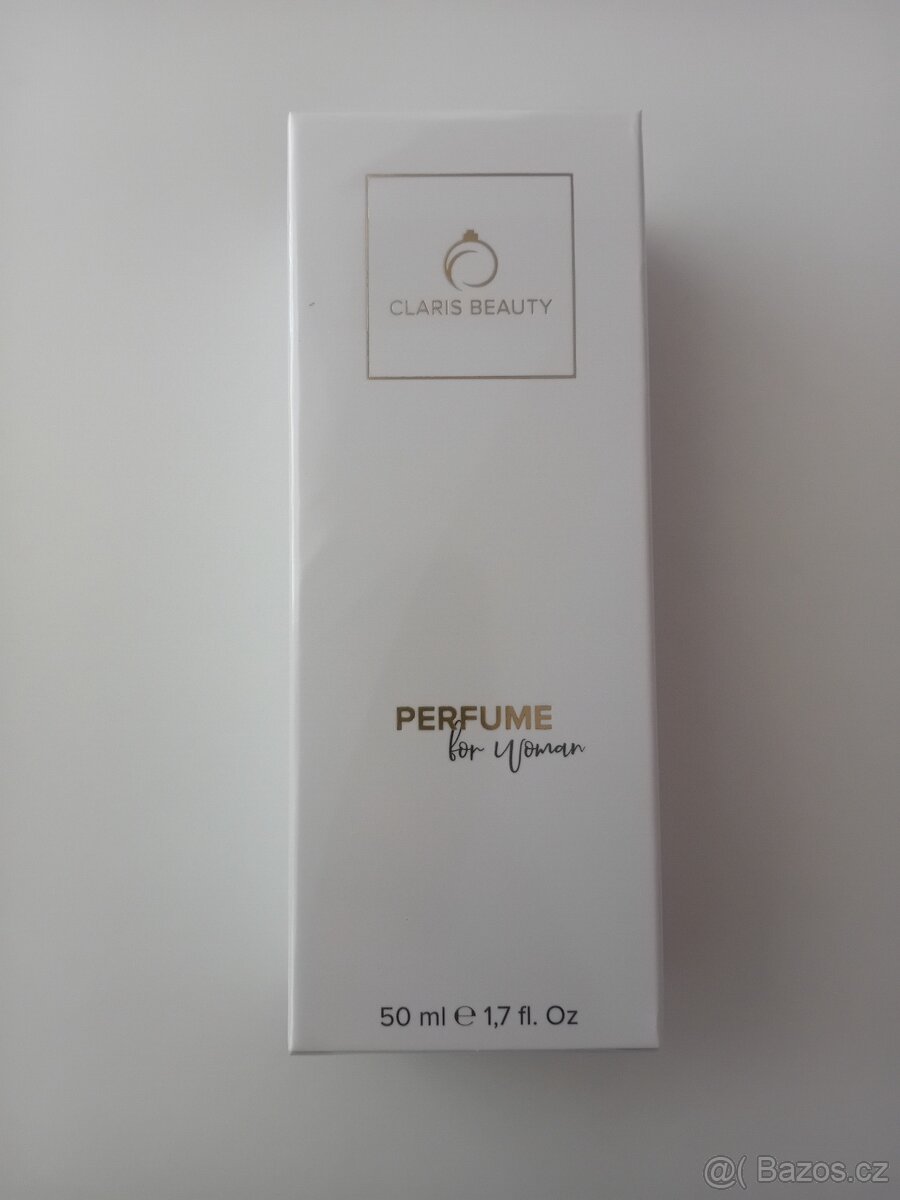 CLARIS BEAUTY
PERFUME
for Woman
50 ml ℮ 1,7 fl. Oz
@( Bazos.cz